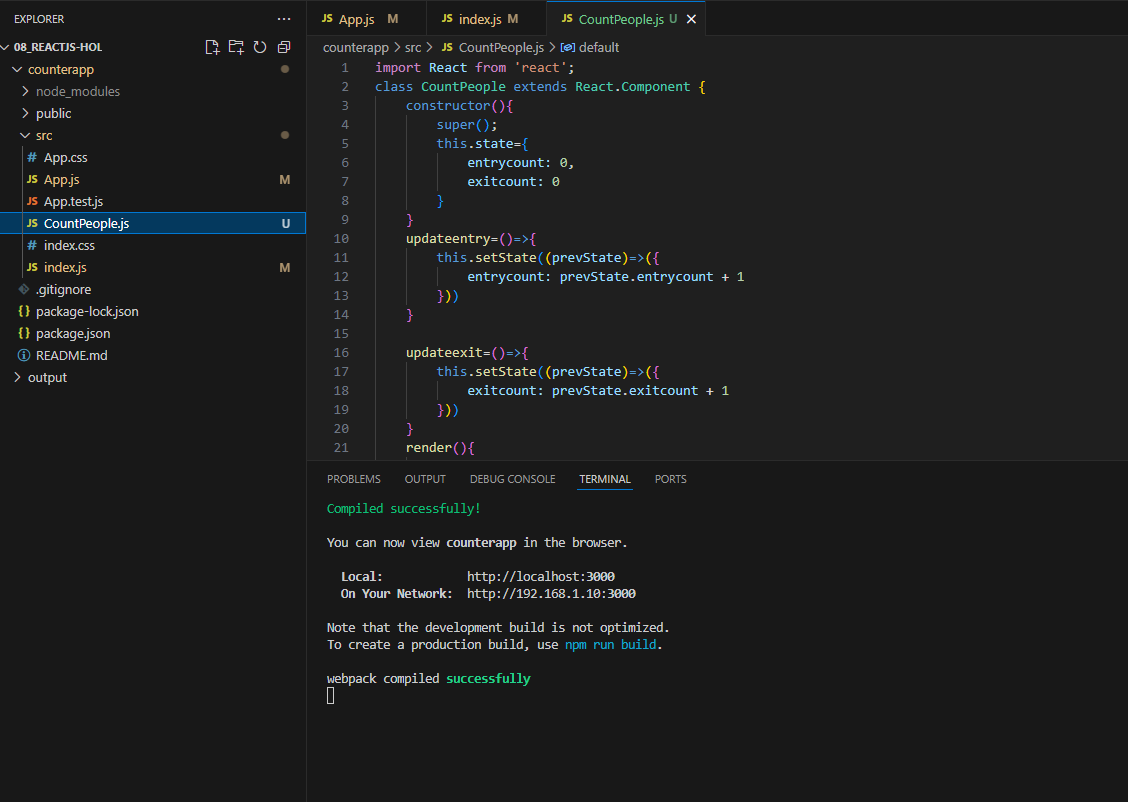 EXPLORER
08_REACTJS-HOL
counterapp
node_modules
public
src
# App.css
JS App.js M
JS App.test.js
JS CountPeople.js U
# index.css
JS index.js M
.gitignore
{} package-lock.json
{} package.json
README.md
output
JS App.js M JS index.js M JS CountPeople.js U
counterapp > src > JS CountPeople.js > default
1 import React from 'react';
2 class CountPeople extends React.Component {
3 constructor(){
4 super();
5 this.state={
6 entrycount: 0,
7 exitcount: 0
8 }
9 }
10 updateentry=()=>{
11 this.setState((prevState)=>({
12 entrycount: prevState.entrycount + 1
13 }))
14 }
15
16 updateexit=()=>{
17 this.setState((prevState)=>({
18 exitcount: prevState.exitcount + 1
19 }))
20 }
21 render(){
PROBLEMS OUTPUT DEBUG CONSOLE TERMINAL PORTS
Compiled successfully!
You can now view counterapp in the browser.
Local: http://localhost:3000
On Your Network: http://192.168.1.10:3000
Note that the development build is not optimized.
To create a production build, use npm run build.
webpack compiled successfully